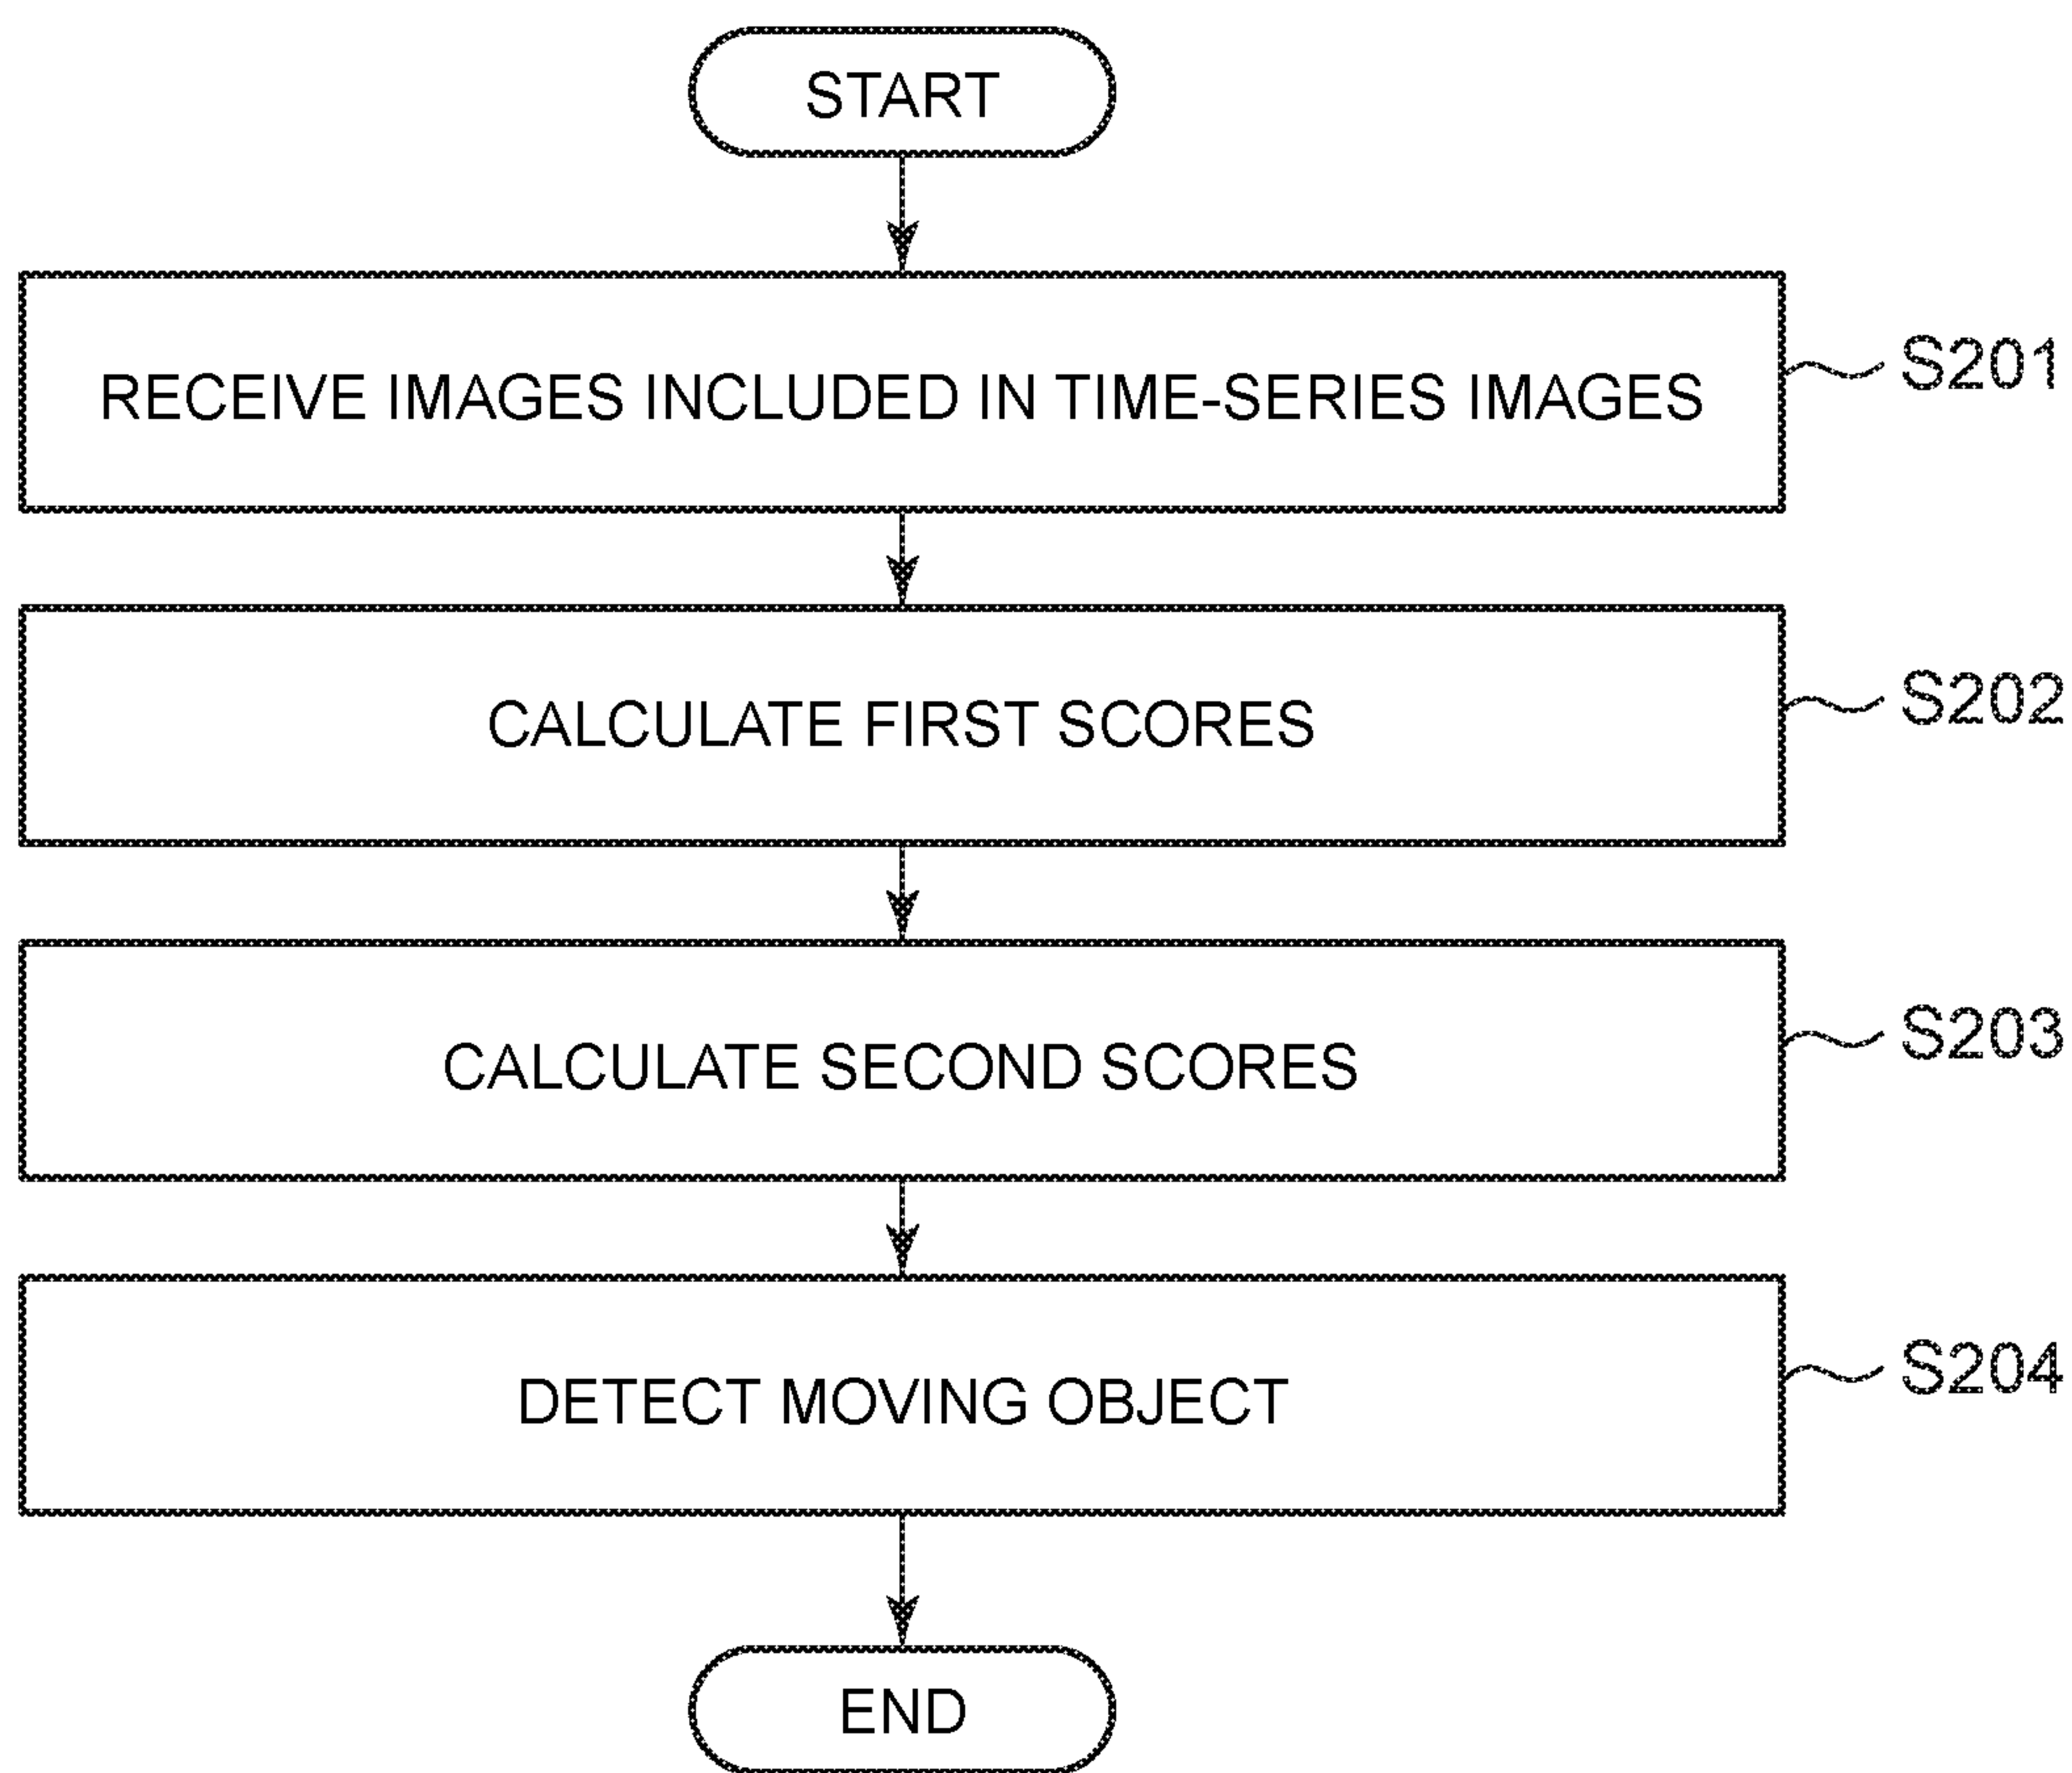 START
RECEIVE IMAGES INCLUDED IN TIME-SERIES IMAGES
S201
CALCULATE FIRST SCORES
S202
CALCULATE SECOND SCORES
S203
DETECT MOVING OBJECT
S204
END